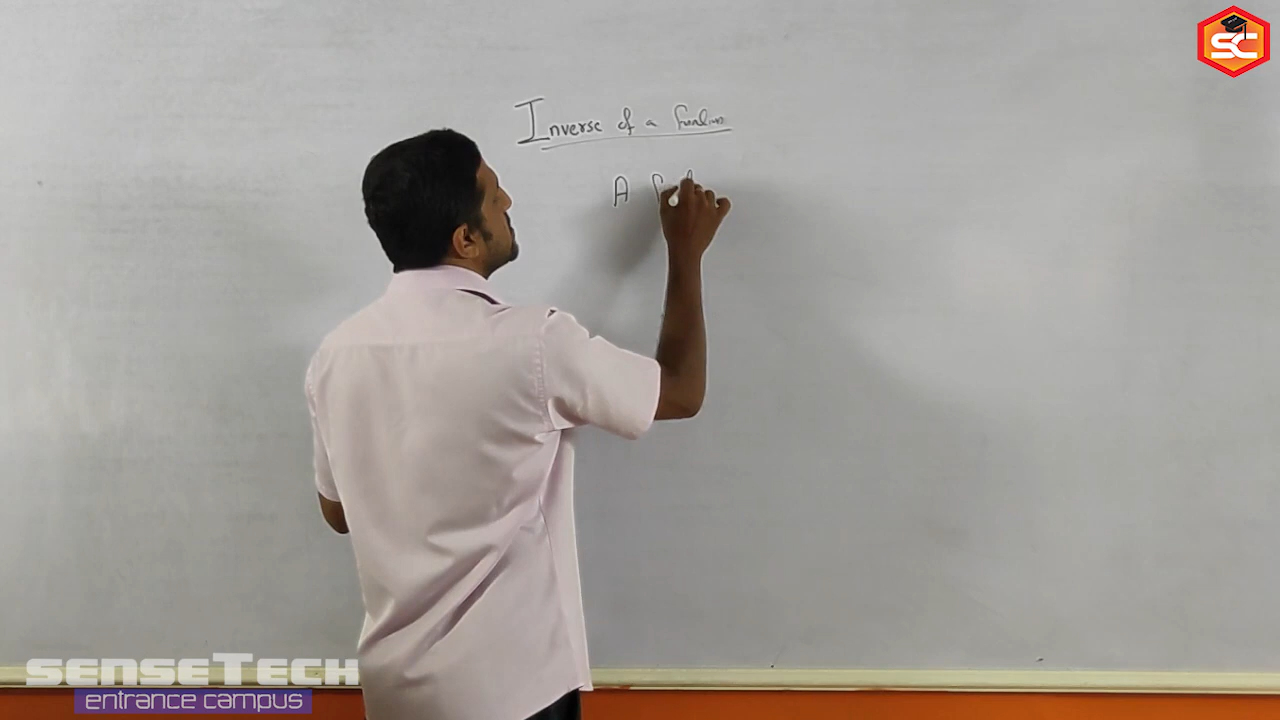 SC
Inverse of a function
A
SENSETECH
entrance campus